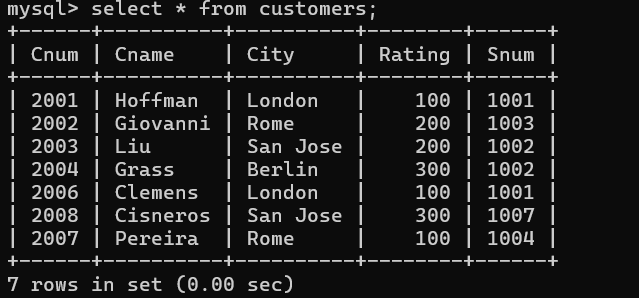 mysql> select * from customers;
+------+----------+----------+--------+------+
| Cnum | Cname    | City     | Rating | Snum |
+------+----------+----------+--------+------+
| 2001 | Hoffman  | London   |    100 | 1001 |
| 2002 | Giovanni | Rome     |    200 | 1003 |
| 2003 | Liu      | San Jose |    200 | 1002 |
| 2004 | Grass    | Berlin   |    300 | 1002 |
| 2006 | Clemens  | London   |    100 | 1001 |
| 2008 | Cisneros | San Jose |    300 | 1007 |
| 2007 | Pereira  | Rome     |    100 | 1004 |
+------+----------+----------+--------+------+
7 rows in set (0.00 sec)